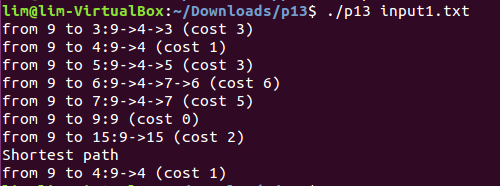 lim@lim-VirtualBox:~/Downloads/p13$ ./p13 input1.txt
from 9 to 3:9->4->3 (cost 3)
from 9 to 4:9->4 (cost 1)
from 9 to 5:9->4->5 (cost 3)
from 9 to 6:9->4->7->6 (cost 6)
from 9 to 7:9->4->7 (cost 5)
from 9 to 9:9 (cost 0)
from 9 to 15:9->15 (cost 2)
Shortest path
from 9 to 4:9->4 (cost 1)